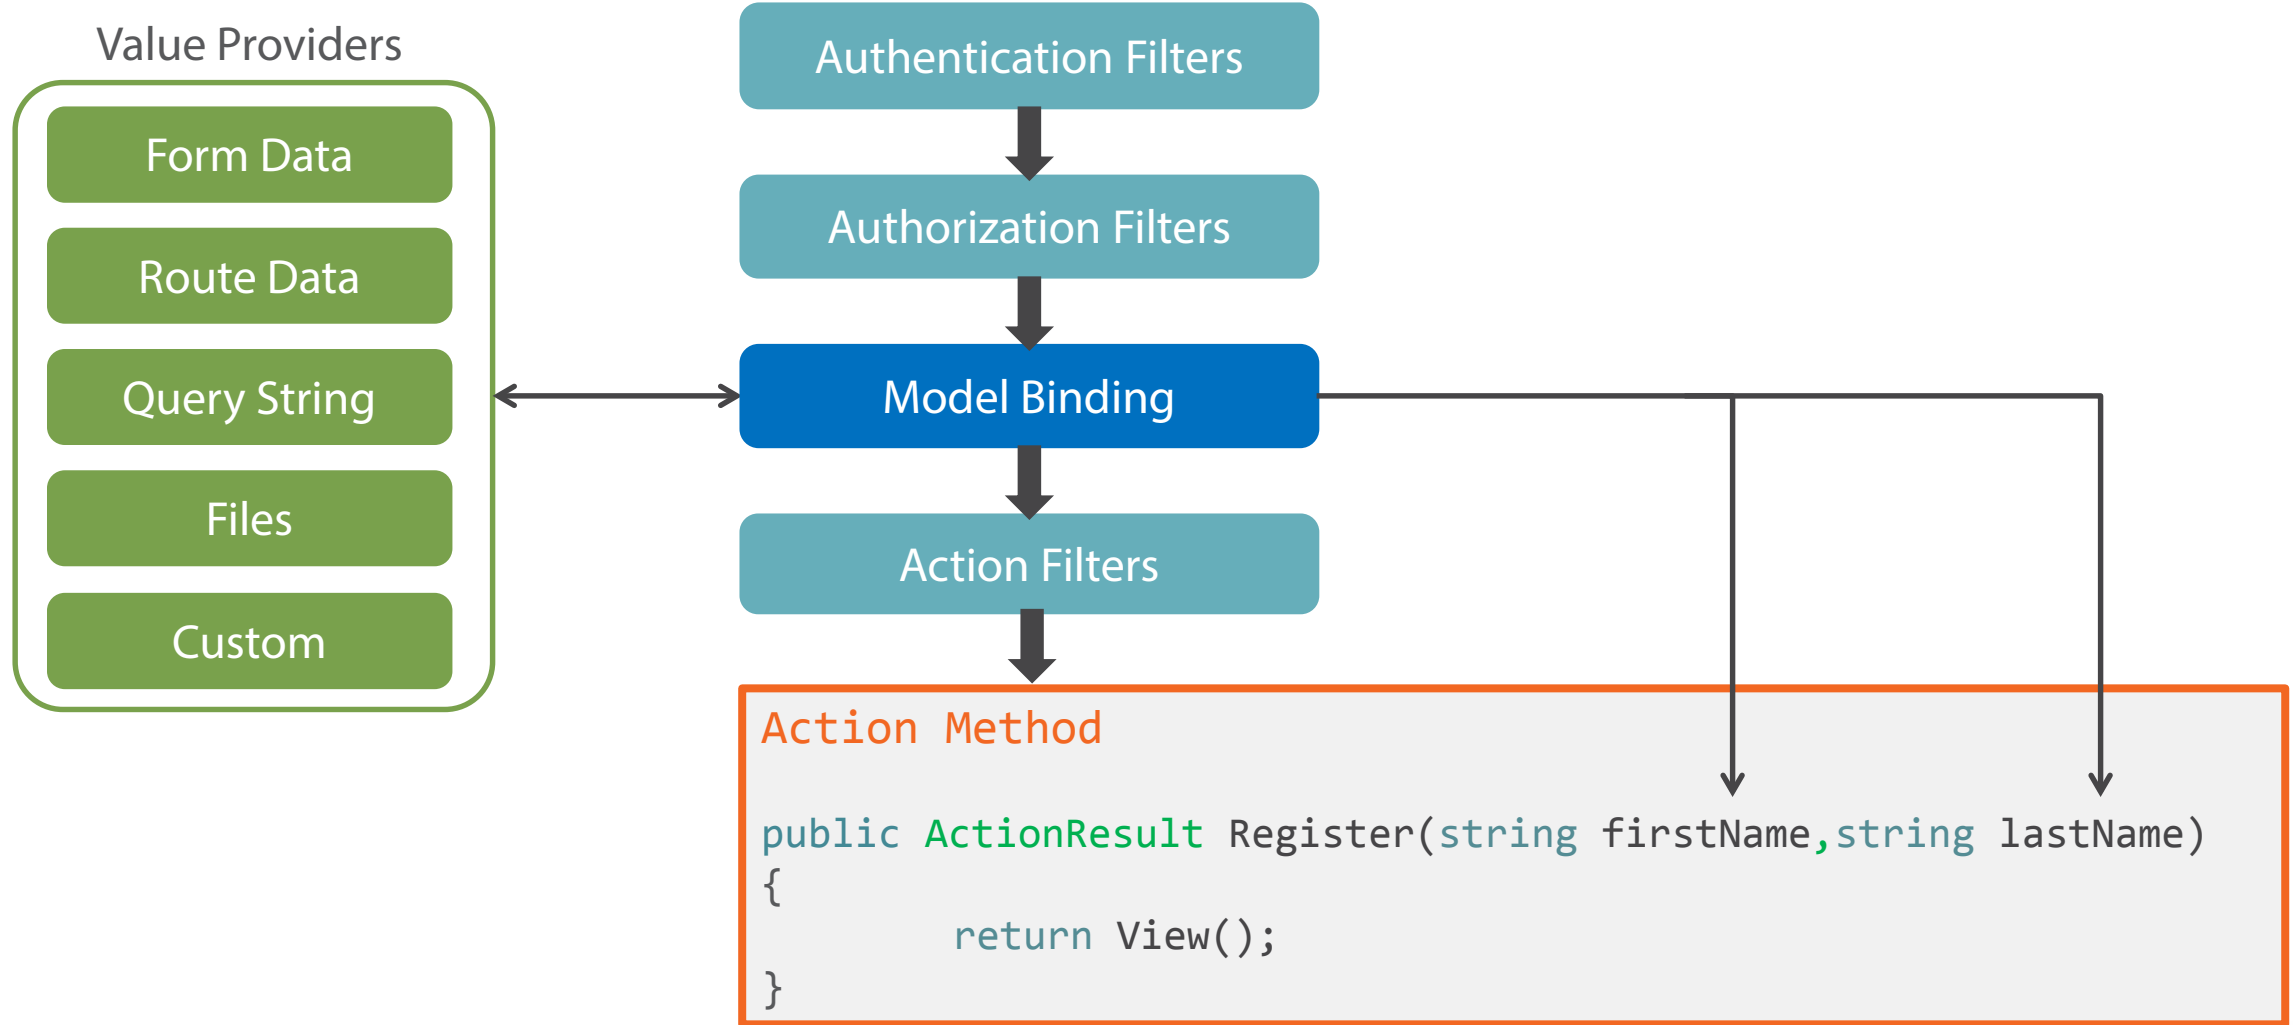 Value Providers
Form Data
Route Data
Query String
Files
Custom
Authentication Filters
Authorization Filters
Model Binding
Action Filters
Action Method
public ActionResult Register(string firstName,string lastName)
{
return View();
}